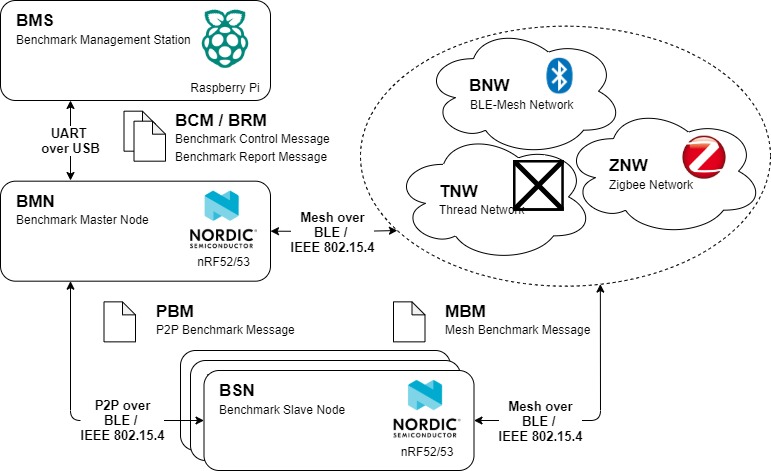 BMS
Benchmark Management Station
Raspberry Pi
UART
over USB
BCM / BRM
Benchmark Control Message
Benchmark Report Message
BNW
BLE-Mesh Network
ZNW
Zigbee Network
TNW
Thread Network
BMN
Benchmark Master Node
NORDIC
SEMICONDUCTOR
nRF52/53
Mesh over
BLE /
IEEE 802.15.4
PBM
P2P Benchmark Message
MBM
Mesh Benchmark Message
P2P over
BLE /
IEEE 802.15.4
BSN
Benchmark Slave Node
NORDIC
SEMICONDUCTOR
nRF52/53
Mesh over
BLE /
IEEE 802.15.4